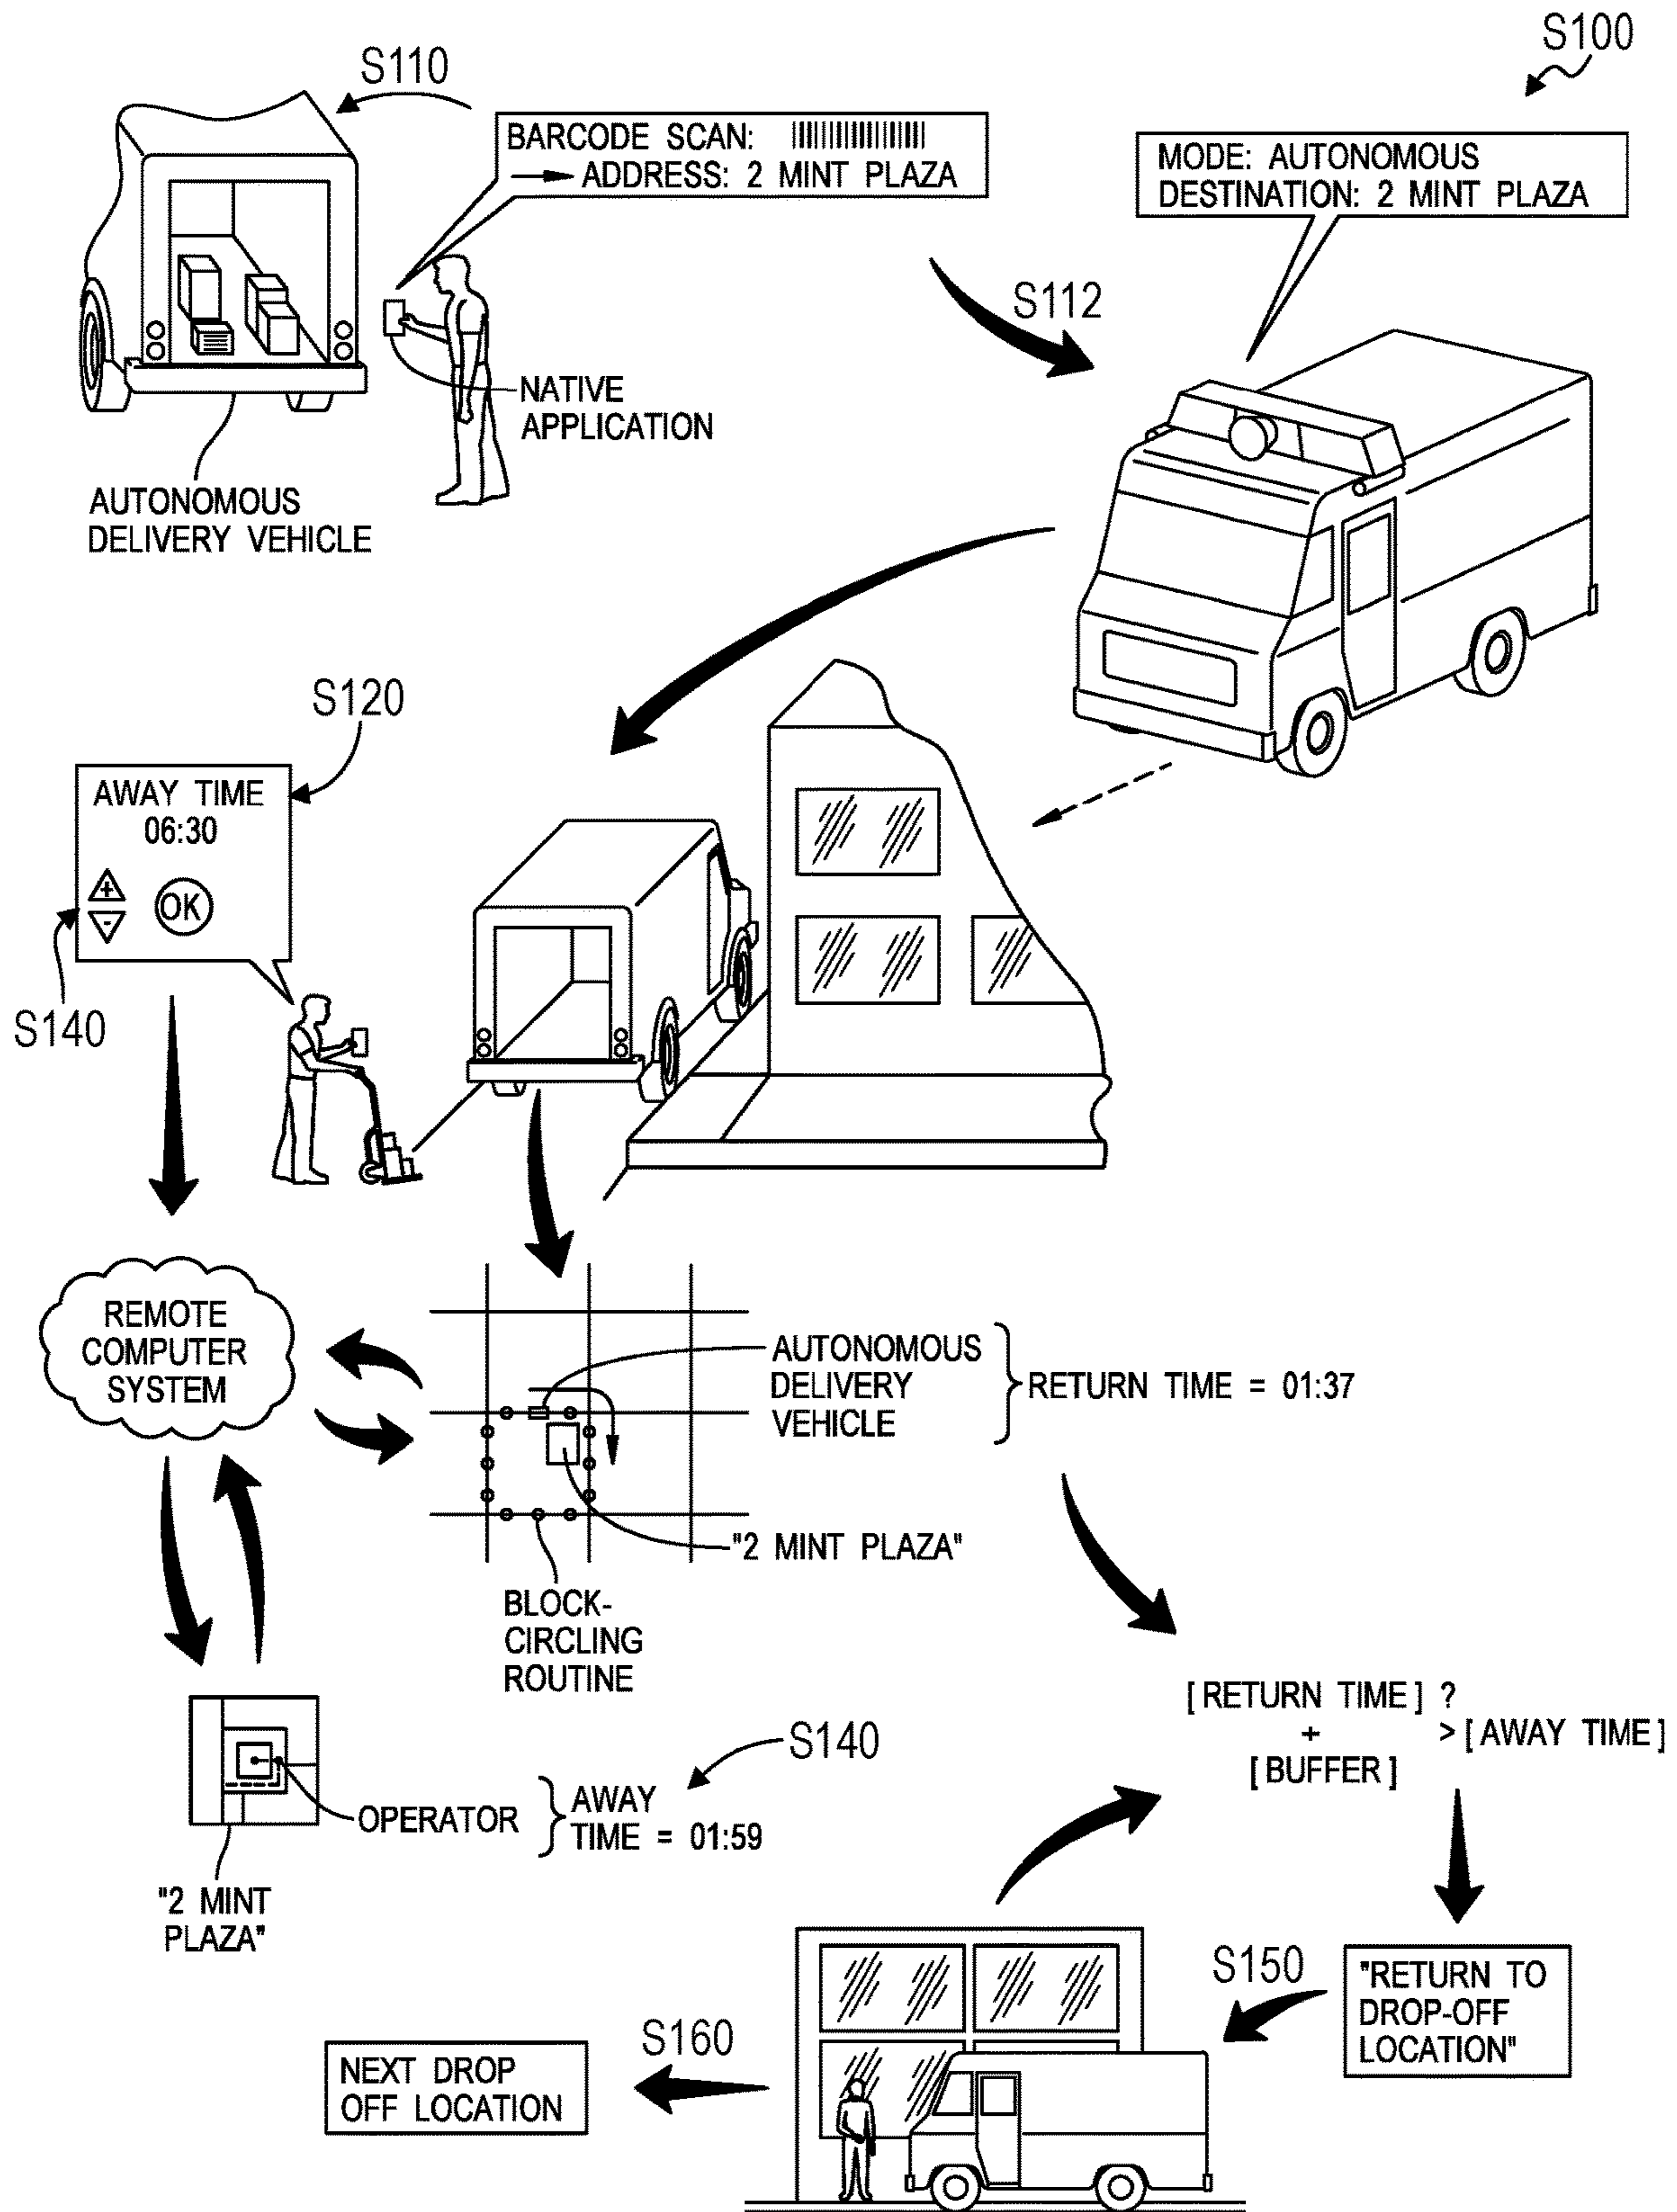 S100
S110
BARCODE SCAN:
ADDRESS: 2 MINT PLAZA
MODE: AUTONOMOUS
DESTINATION: 2 MINT PLAZA
S112
NATIVE
APPLICATION
AUTONOMOUS
DELIVERY VEHICLE
S120
AWAY TIME
06:30
+
-
OK
S140
REMOTE
COMPUTER
SYSTEM
AUTONOMOUS
DELIVERY
VEHICLE
RETURN TIME = 01:37
"2 MINT PLAZA"
BLOCK-
CIRCLING
ROUTINE
[RETURN TIME] ?
+ > [AWAY TIME]
[BUFFER]
S140
OPERATOR
AWAY
TIME = 01:59
"2 MINT
PLAZA"
S150
"RETURN TO
DROP-OFF
LOCATION"
S160
NEXT DROP
OFF LOCATION